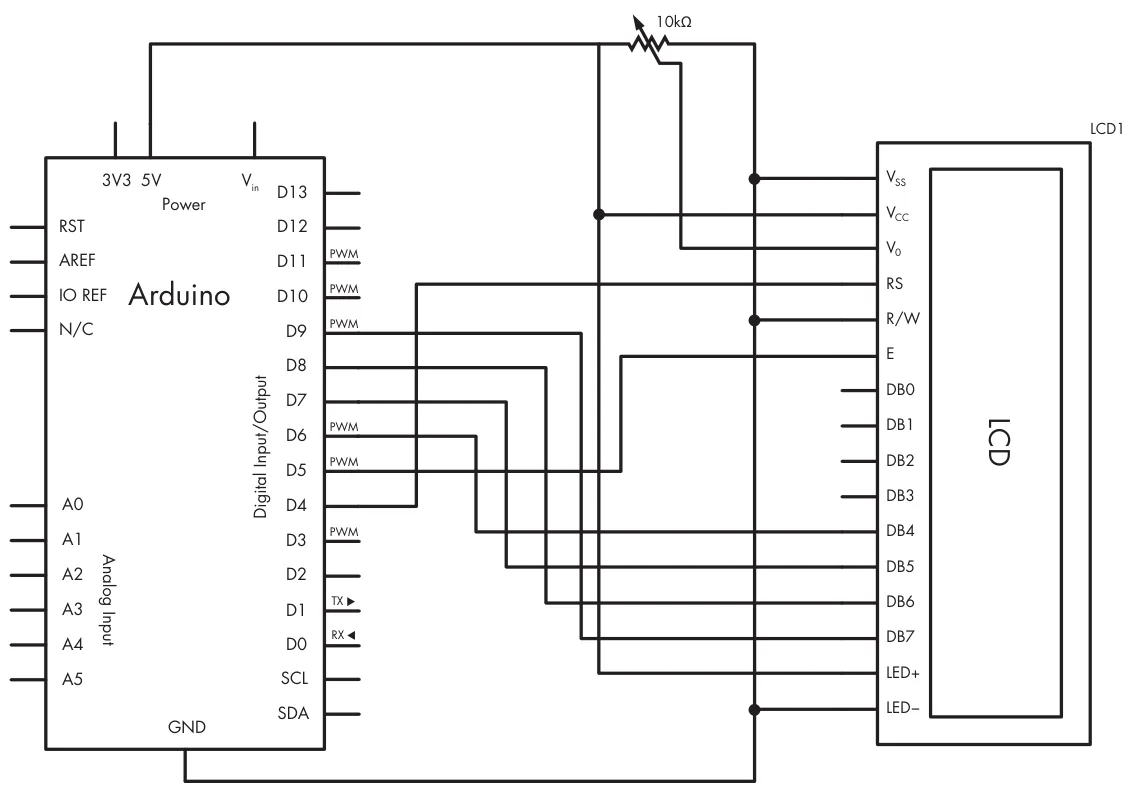 10kΩ
LCD1
3V3 5V Vin
Power
RST
AREF
IO REF
N/C
Arduino
A0
A1
A2
A3
A4
A5
Analog Input
GND
Digital Input/Output
D13
D12
D11 PWM
D10 PWM
D9 PWM
D8
D7
D6 PWM
D5 PWM
D4
D3 PWM
D2
D1 TX ▶
D0 RX ◀
SCL
SDA
VSS
VCC
V0
RS
R/W
E
DB0
DB1
DB2
DB3
DB4
DB5
DB6
DB7
LED+
LED–
LCD